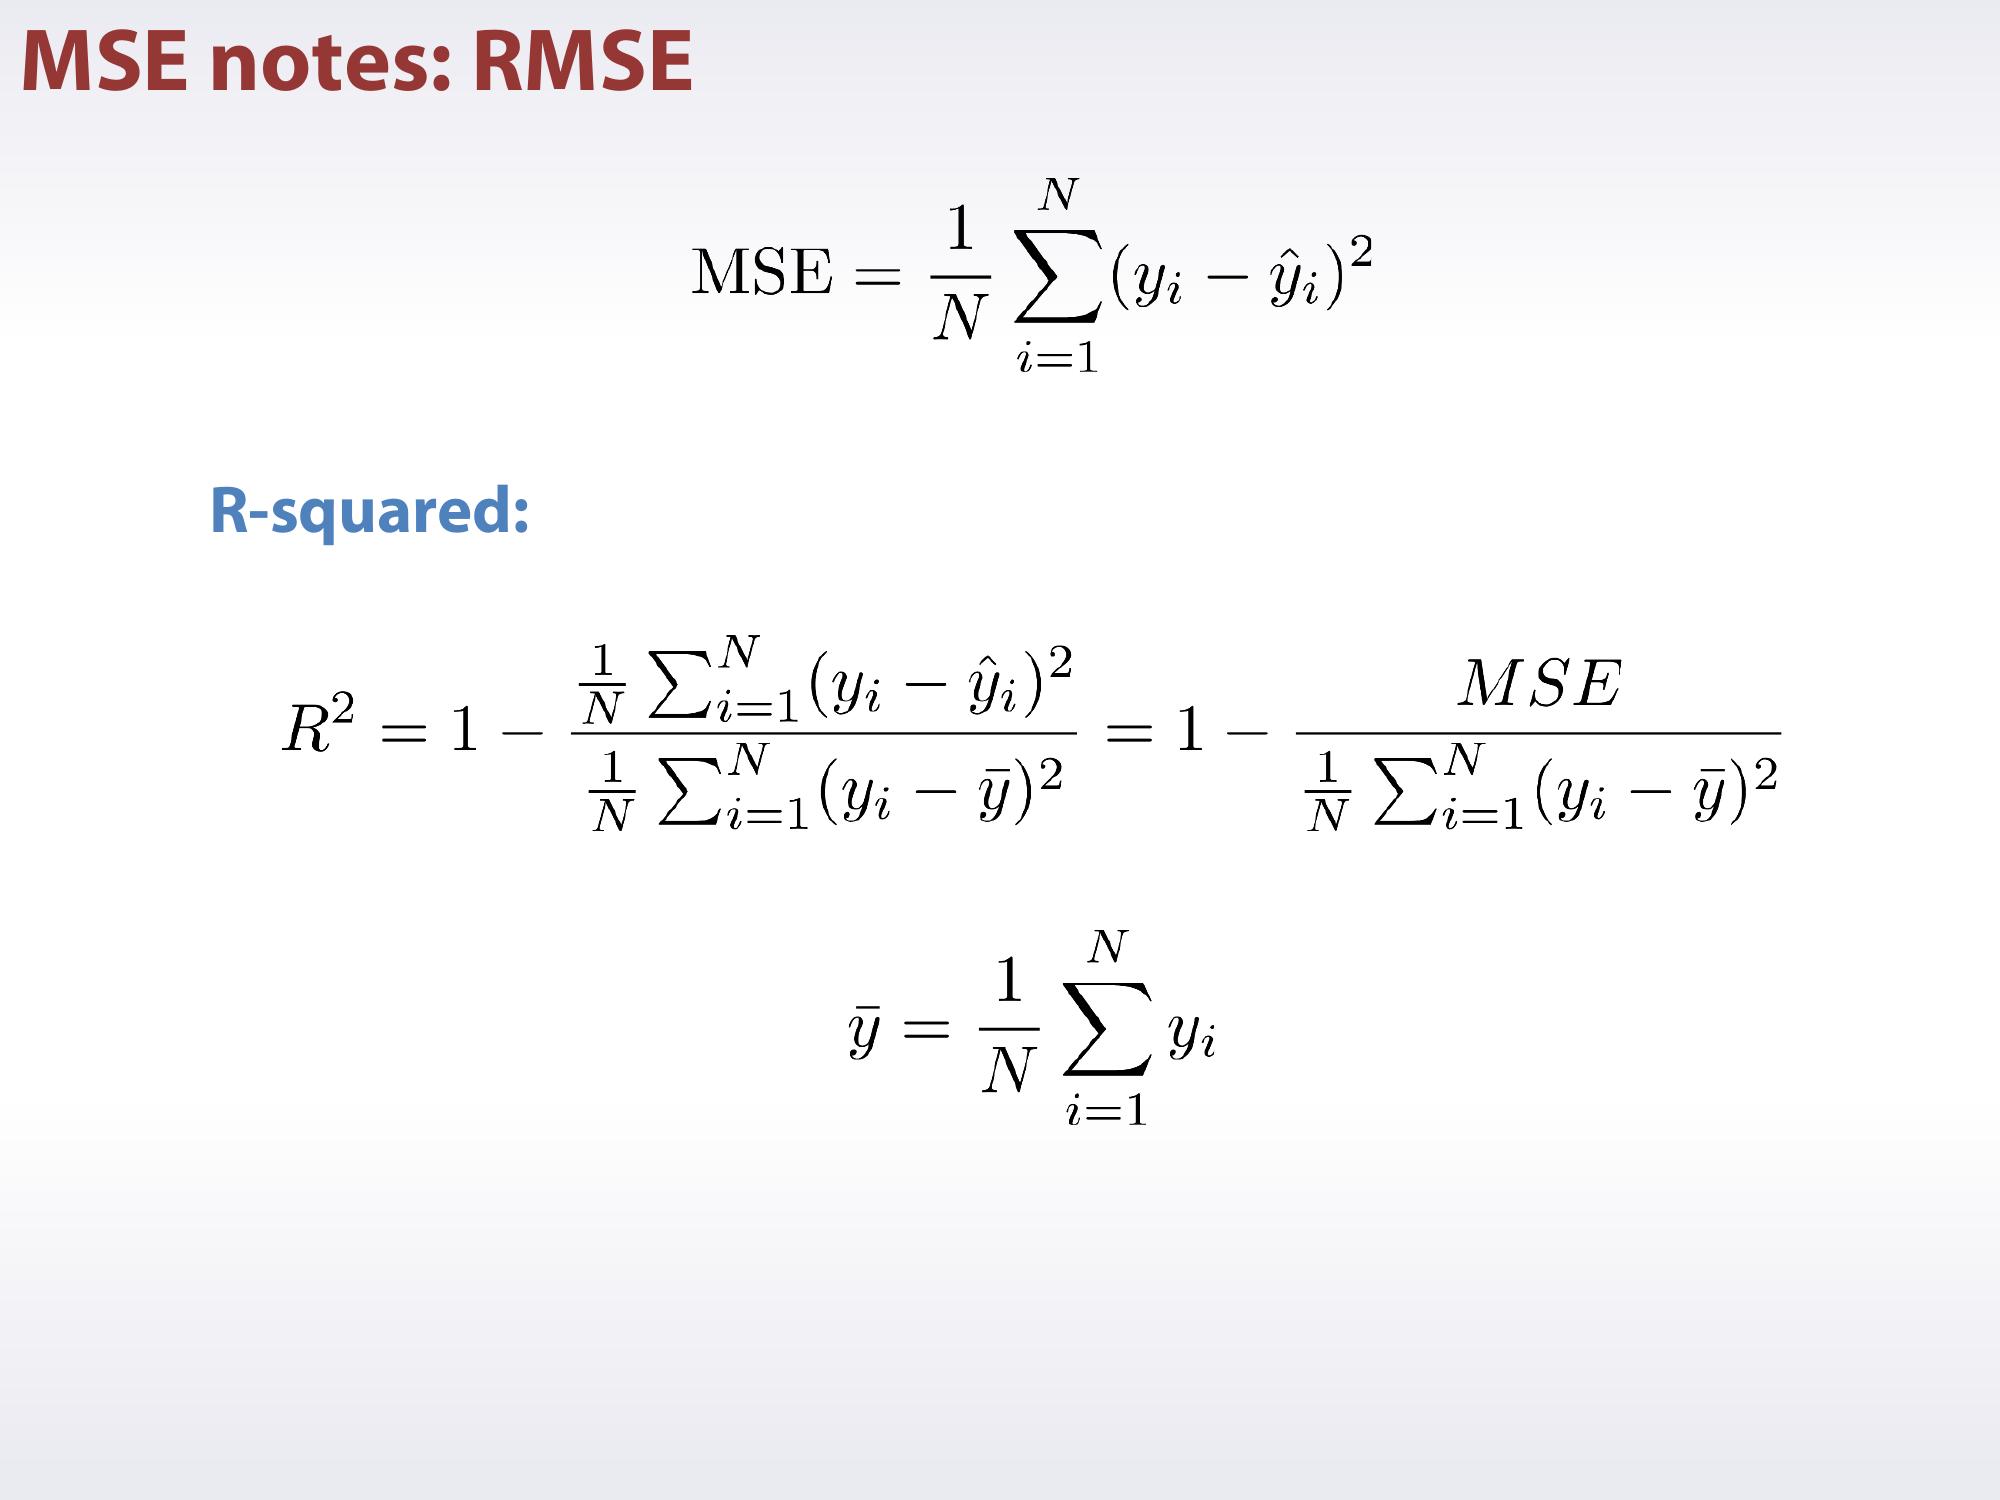 MSE notes: RMSE
MSE = \frac{1}{N} \sum_{i=1}^{N} (y_i - \hat{y}_i)^2
R-squared:
R^2 = 1 - \frac{\frac{1}{N} \sum_{i=1}^{N} (y_i - \hat{y}_i)^2}{\frac{1}{N} \sum_{i=1}^{N} (y_i - \bar{y})^2} = 1 - \frac{MSE}{\frac{1}{N} \sum_{i=1}^{N} (y_i - \bar{y})^2}
\bar{y} = \frac{1}{N} \sum_{i=1}^{N} y_i